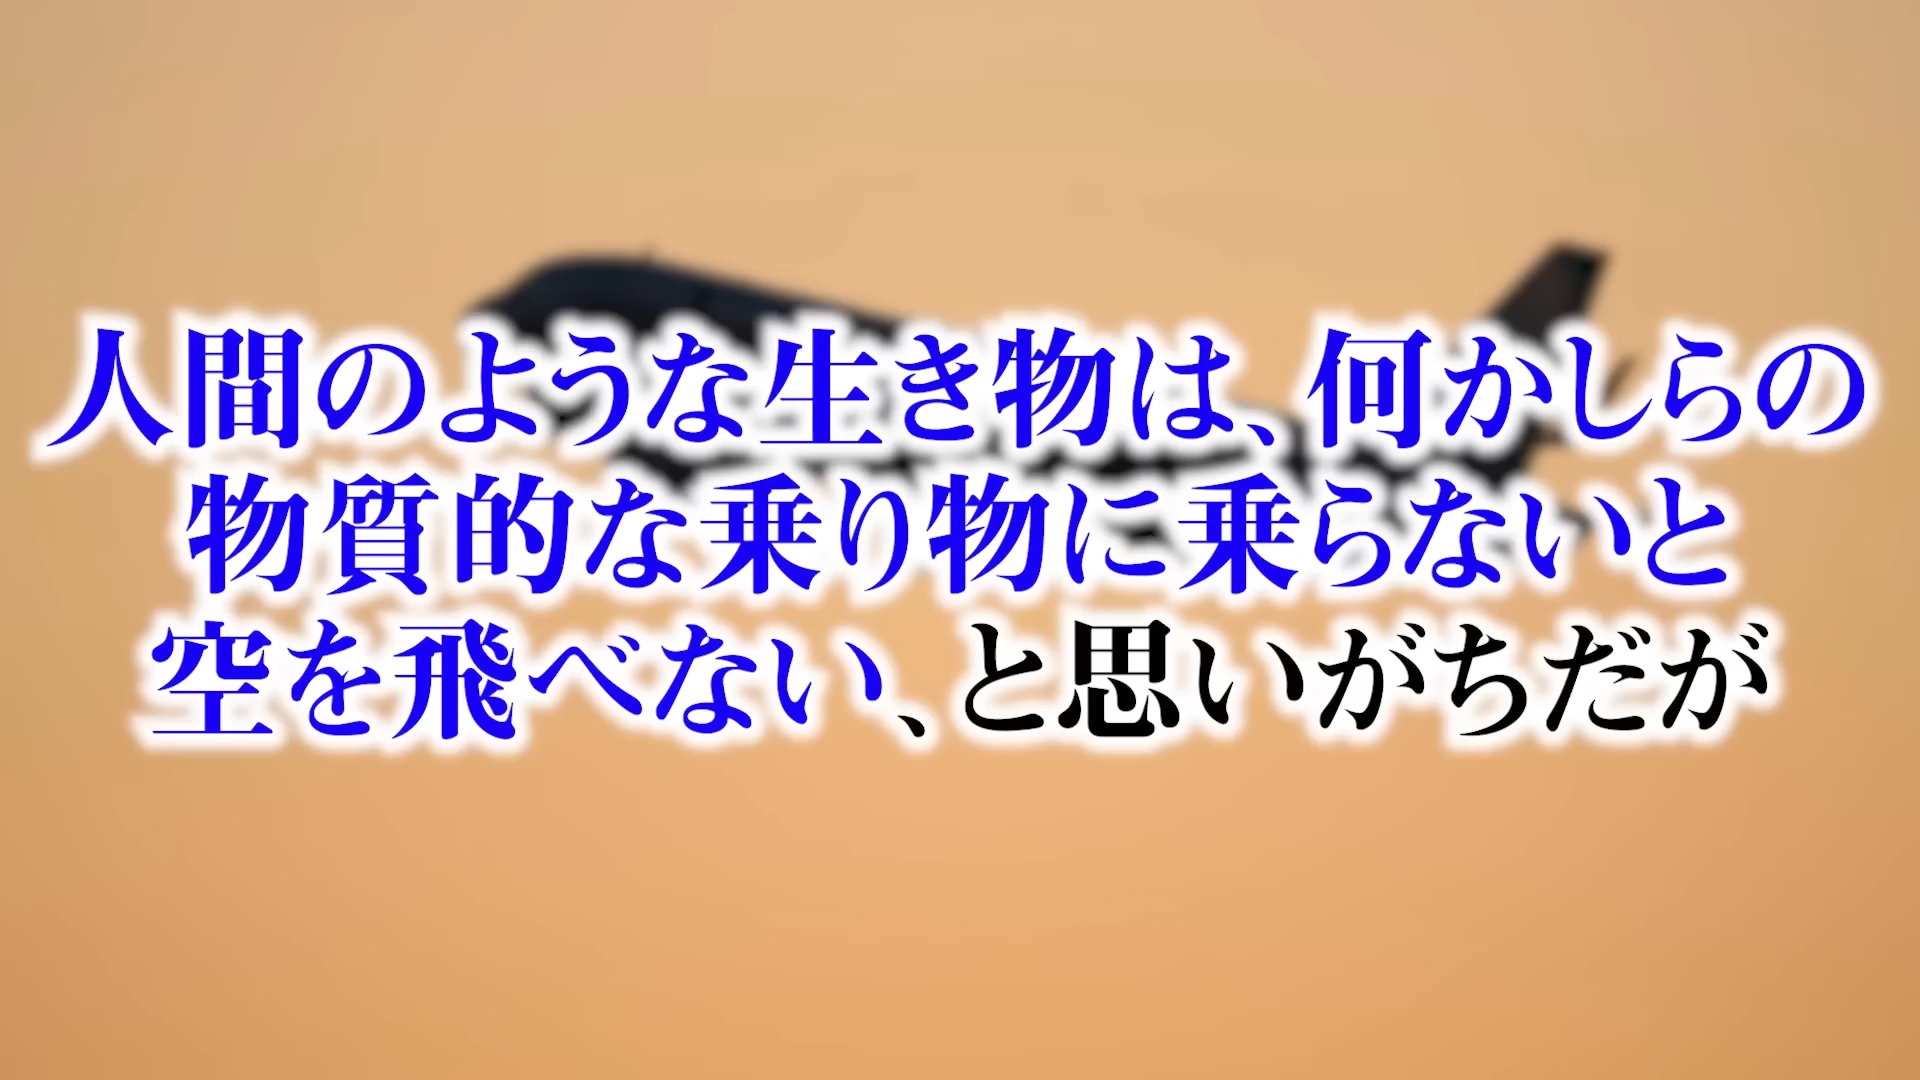 人間のような生き物は、何かしらの
物質的な乗り物に乗らないと
空を飛べない、と思いがちだが